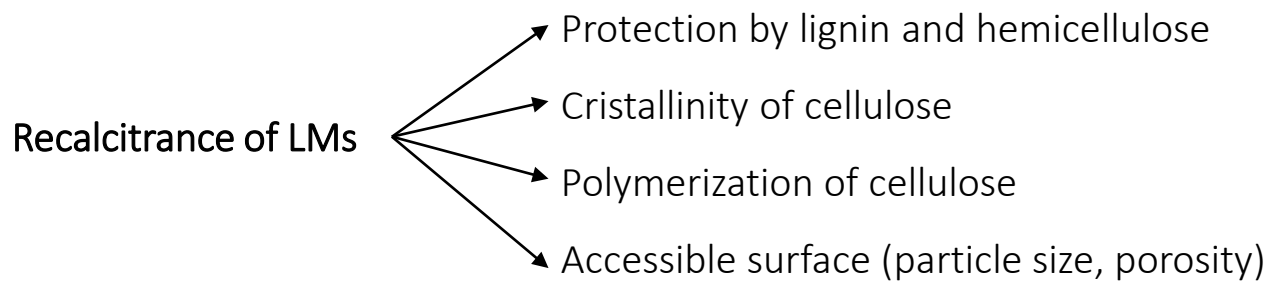 Protection by lignin and hemicellulose
Cristallinity of cellulose
Recalcitrance of LMs
Polymerization of cellulose
Accessible surface (particle size, porosity)